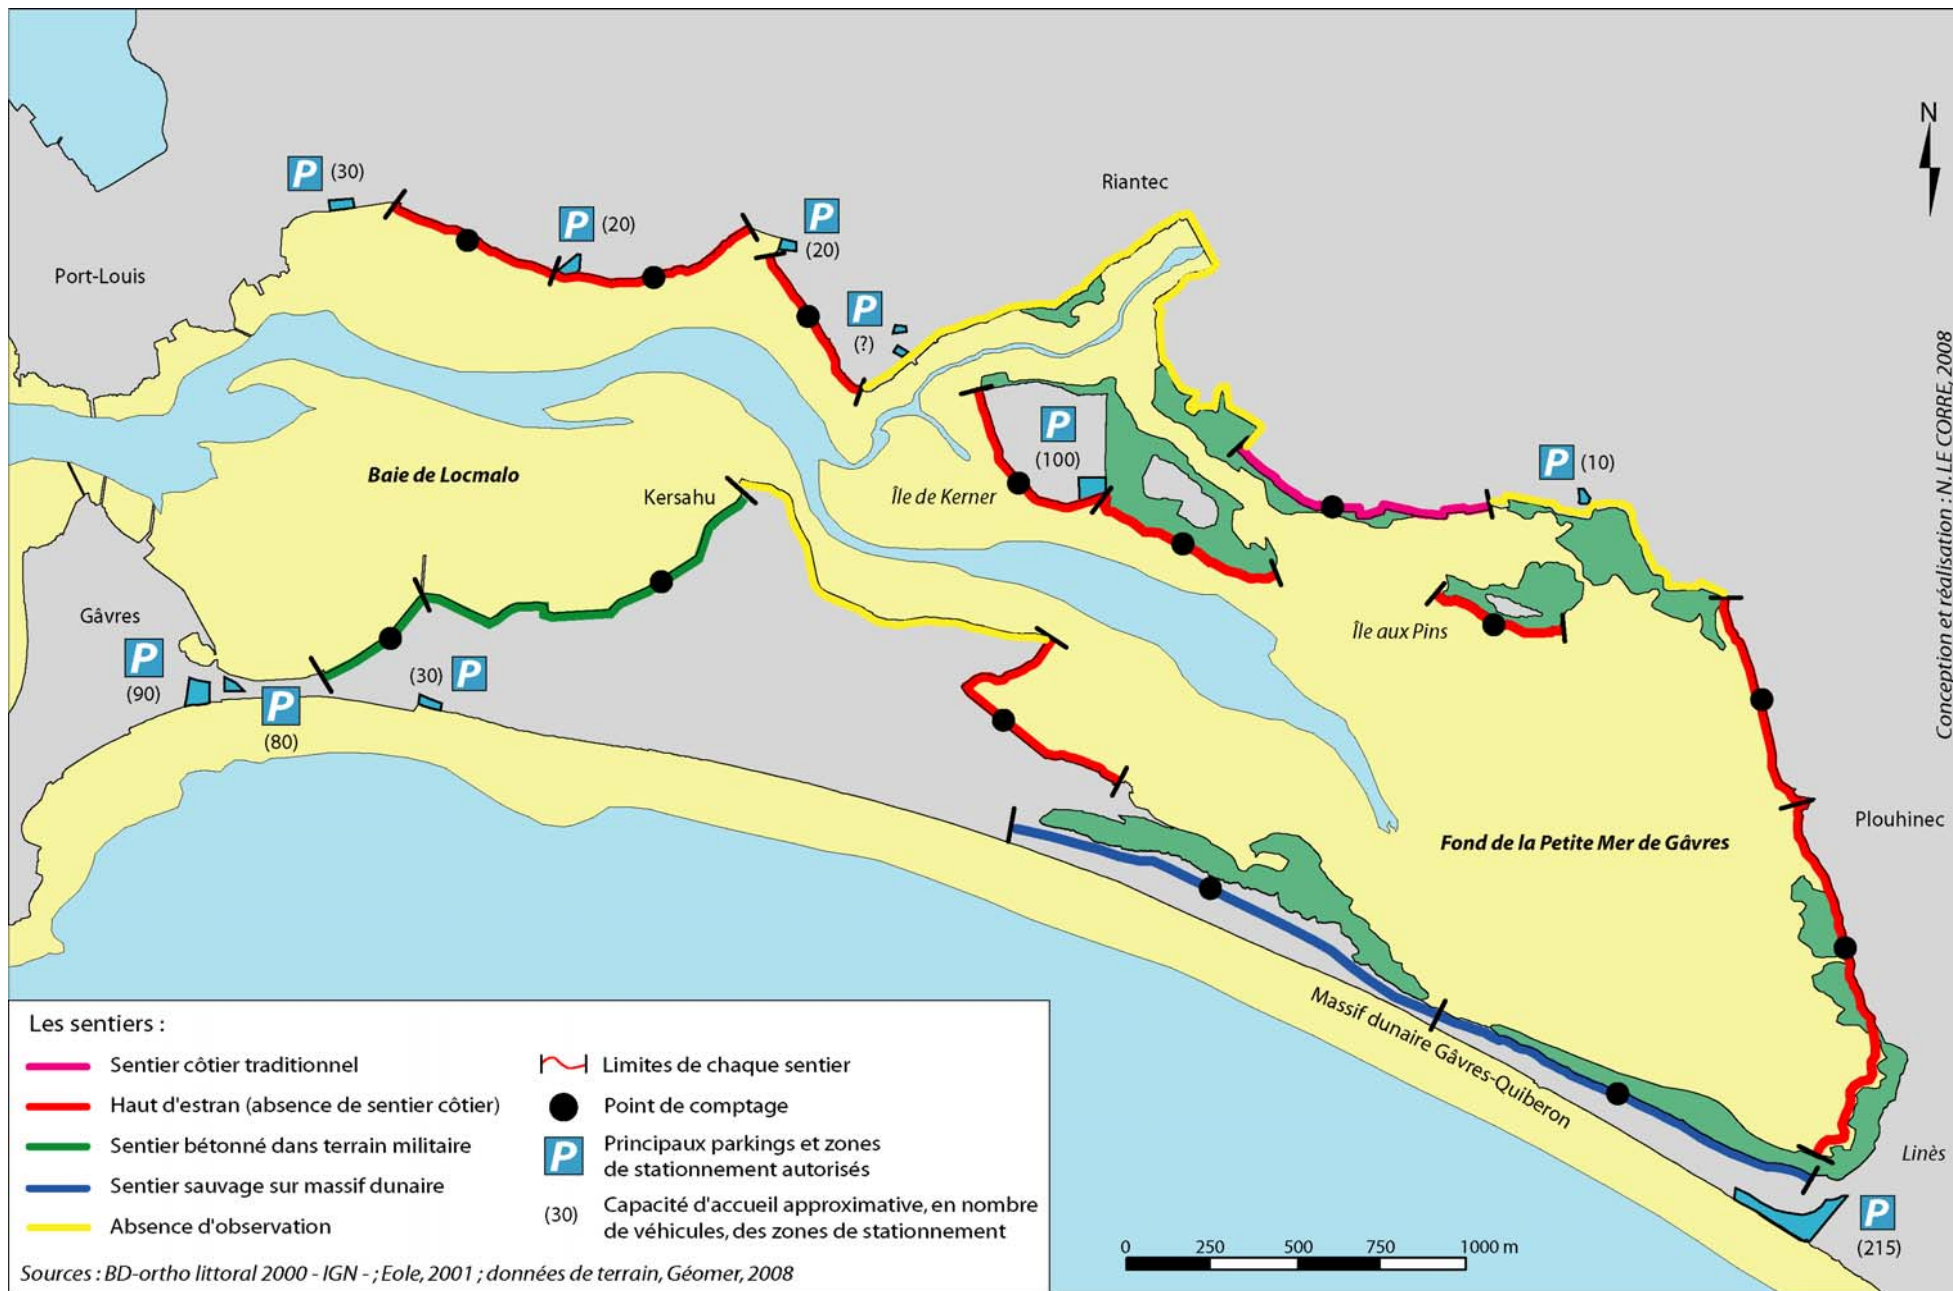 N
Riantec
P (30)
P (20)
P
(20)
Port-Louis
P
(?)
P
(100)
P (10)
Baie de Locmalo
Kersahu
Île de Kerner
Gâvres
Île aux Pins
P
(90)
(30) P
P
(80)
Plouhinec
Fond de la Petite Mer de Gâvres
Massif dunaire Gâvres-Quiberon
Linès
P
(215)
Conception et réalisation : N. LE CORRE, 2008
Les sentiers :
Sentier côtier traditionnel
Haut d'estran (absence de sentier côtier)
Sentier bétonné dans terrain militaire
Sentier sauvage sur massif dunaire
Absence d'observation
Limites de chaque sentier
Point de comptage
P
Principaux parkings et zones
de stationnement autorisés
(30)
Capacité d'accueil approximative, en nombre
de véhicules, des zones de stationnement
Sources : BD-ortho littoral 2000 - IGN - ; Eole, 2001 ; données de terrain, Géomer, 2008
0 250 500 750 1000 m